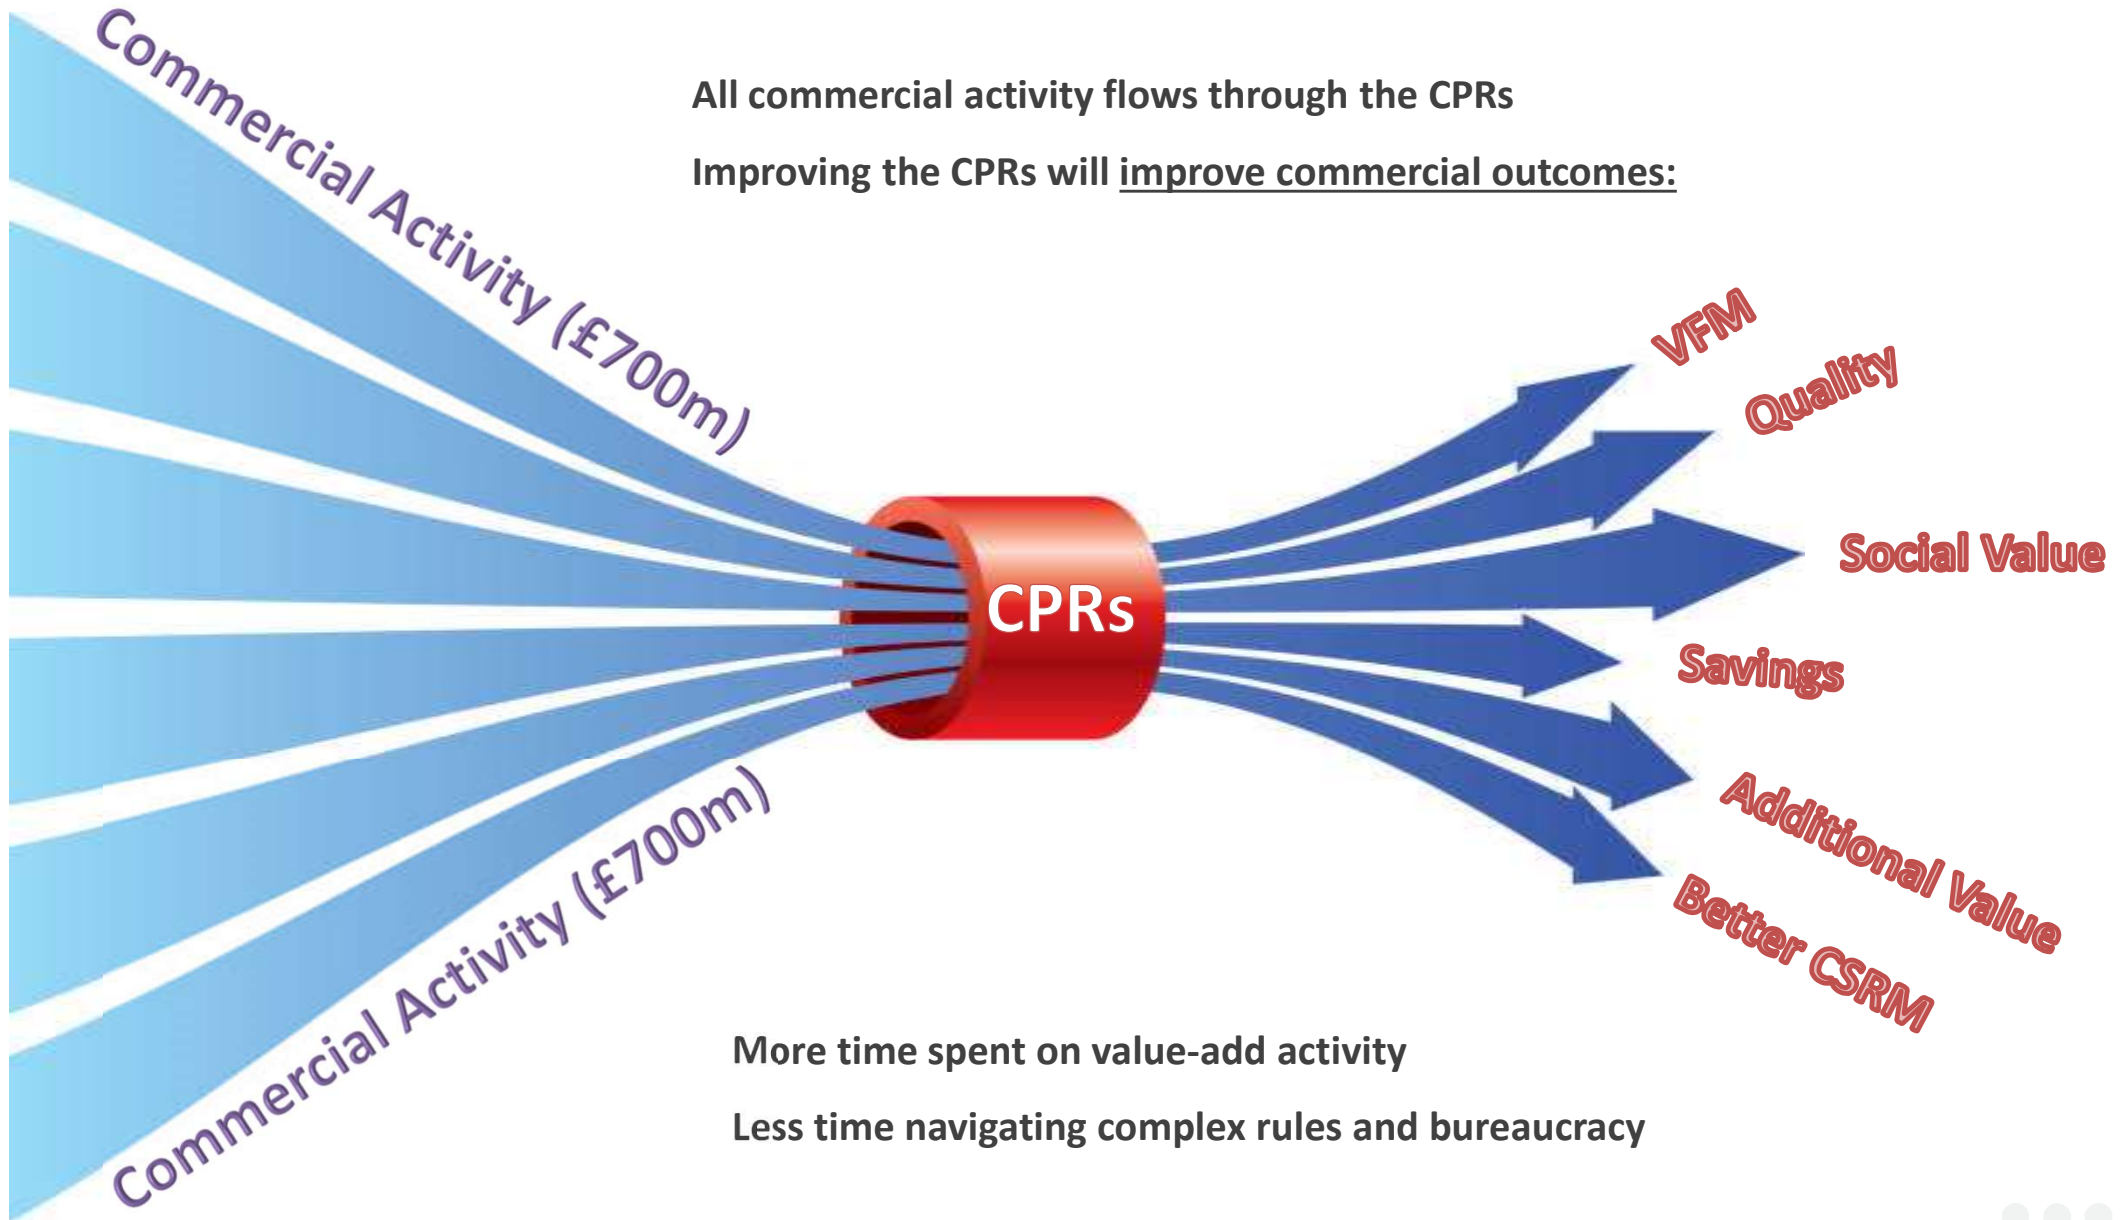 Commercial Activity (£700m)
All commercial activity flows through the CPRs
Improving the CPRs will improve commercial outcomes:
VFM
Quality
Social Value
CPRs
Savings
Additional Value
Better CSRM
Commercial Activity (£700m)
More time spent on value-add activity
Less time navigating complex rules and bureaucracy